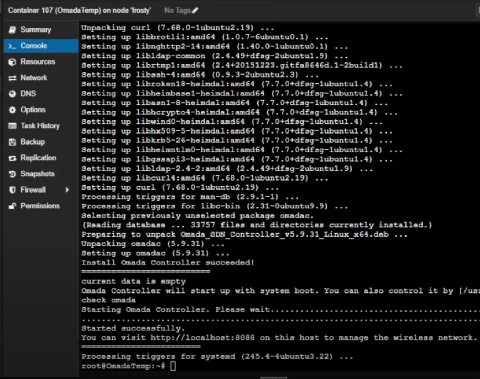 Container 107 (OmadaTemp) on node 'frosty'
No Tags
Summary
Console
Resources
Network
DNS
Options
Task History
Backup
Replication
Snapshots
Firewall
Permissions
Unpacking curl (7.68.0-1ubuntu2.19) ...
Setting up libbrotli1:amd64 (1.0.7-6ubuntu0.1) ...
Setting up libnghttp2-14:amd64 (1.40.0-1ubuntu0.1) ...
Setting up libldap-common (2.4.49+dfsg-2ubuntu1.9) ...
Setting up librtmp1:amd64 (2.4+20151223.gitfa8646d.1-2build1) ...
Setting up libssh-4:amd64 (0.9.3-2ubuntu2.3) ...
Setting up libroken18-heimdal:amd64 (7.7.0+dfsg-1ubuntu1.4) ...
Setting up libheimbase1-heimdal:amd64 (7.7.0+dfsg-1ubuntu1.4) ...
Setting up libasn1-8-heimdal:amd64 (7.7.0+dfsg-1ubuntu1.4) ...
Setting up libhcrypto4-heimdal:amd64 (7.7.0+dfsg-1ubuntu1.4) ...
Setting up libwind0-heimdal:amd64 (7.7.0+dfsg-1ubuntu1.4) ...
Setting up libhx509-5-heimdal:amd64 (7.7.0+dfsg-1ubuntu1.4) ...
Setting up libkrb5-26-heimdal:amd64 (7.7.0+dfsg-1ubuntu1.4) ...
Setting up libheimntlm0-heimdal:amd64 (7.7.0+dfsg-1ubuntu1.4) ...
Setting up libgssapi3-heimdal:amd64 (7.7.0+dfsg-1ubuntu1.4) ...
Setting up libldap-2.4-2:amd64 (2.4.49+dfsg-2ubuntu1.9) ...
Setting up libcurl4:amd64 (7.68.0-1ubuntu2.19) ...
Setting up curl (7.68.0-1ubuntu2.19) ...
Processing triggers for man-db (2.9.1-1) ...
Processing triggers for libc-bin (2.31-0ubuntu9.9) ...
Selecting previously unselected package omadac.
(Reading database ... 33757 files and directories currently installed.)
Preparing to unpack Omada_SDN_Controller_v5.9.31_Linux_x64.deb ...
Unpacking omadac (5.9.31) ...
Setting up omadac (5.9.31) ...
Install Omada Controller succeeded!
==========================
current data is empty
Omada Controller will start up with system boot. You can also control it by [/us
check omada
Starting Omada Controller. Please wait..........................................
................................................................................
Started successfully.
You can visit http://localhost:8088 on this host to manage the wireless network.
========================
Processing triggers for systemd (245.4-4ubuntu3.22) ...
root@OmadaTemp:~#